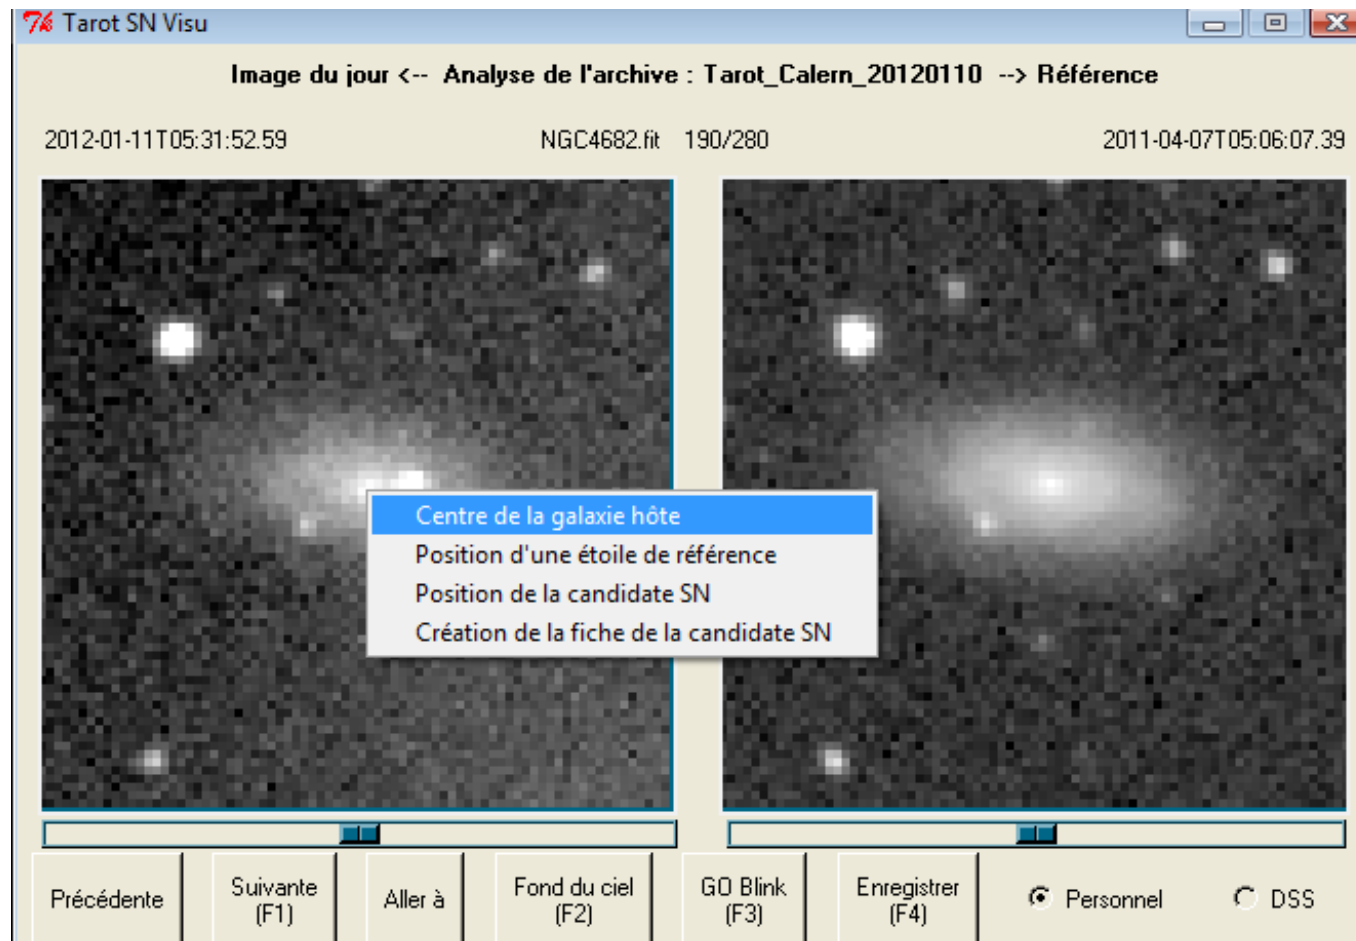 Tarot SN Visu
Image du jour <-- Analyse de l'archive : Tarot_Calern_20120110 --> Référence
2012-01-11T05:31:52.59 NGC4682.fit 190/280 2011-04-07T05:06:07.39
Centre de la galaxie hôte
Position d'une étoile de référence
Position de la candidate SN
Création de la fiche de la candidate SN
Précédente
Suivante
(F1)
Aller à
Fond du ciel
(F2)
GO Blink
(F3)
Enregistrer
(F4)
Personnel
DSS